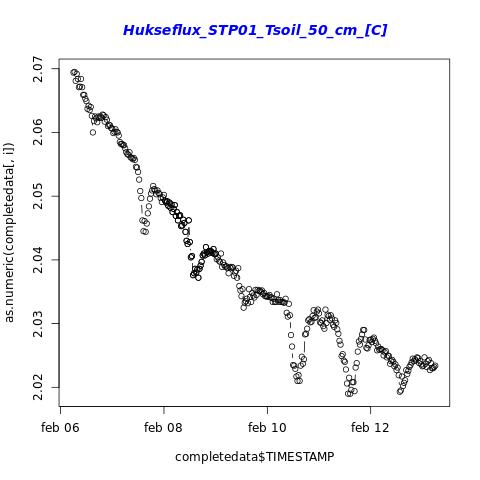 Hukseflux_STP01_Tsoil_50_cm_[C]
as.numeric(completedata[, i])
2.07
2.06
2.05
2.04
2.03
2.02
feb 06
feb 08
feb 10
feb 12
completedata$TIMESTAMP